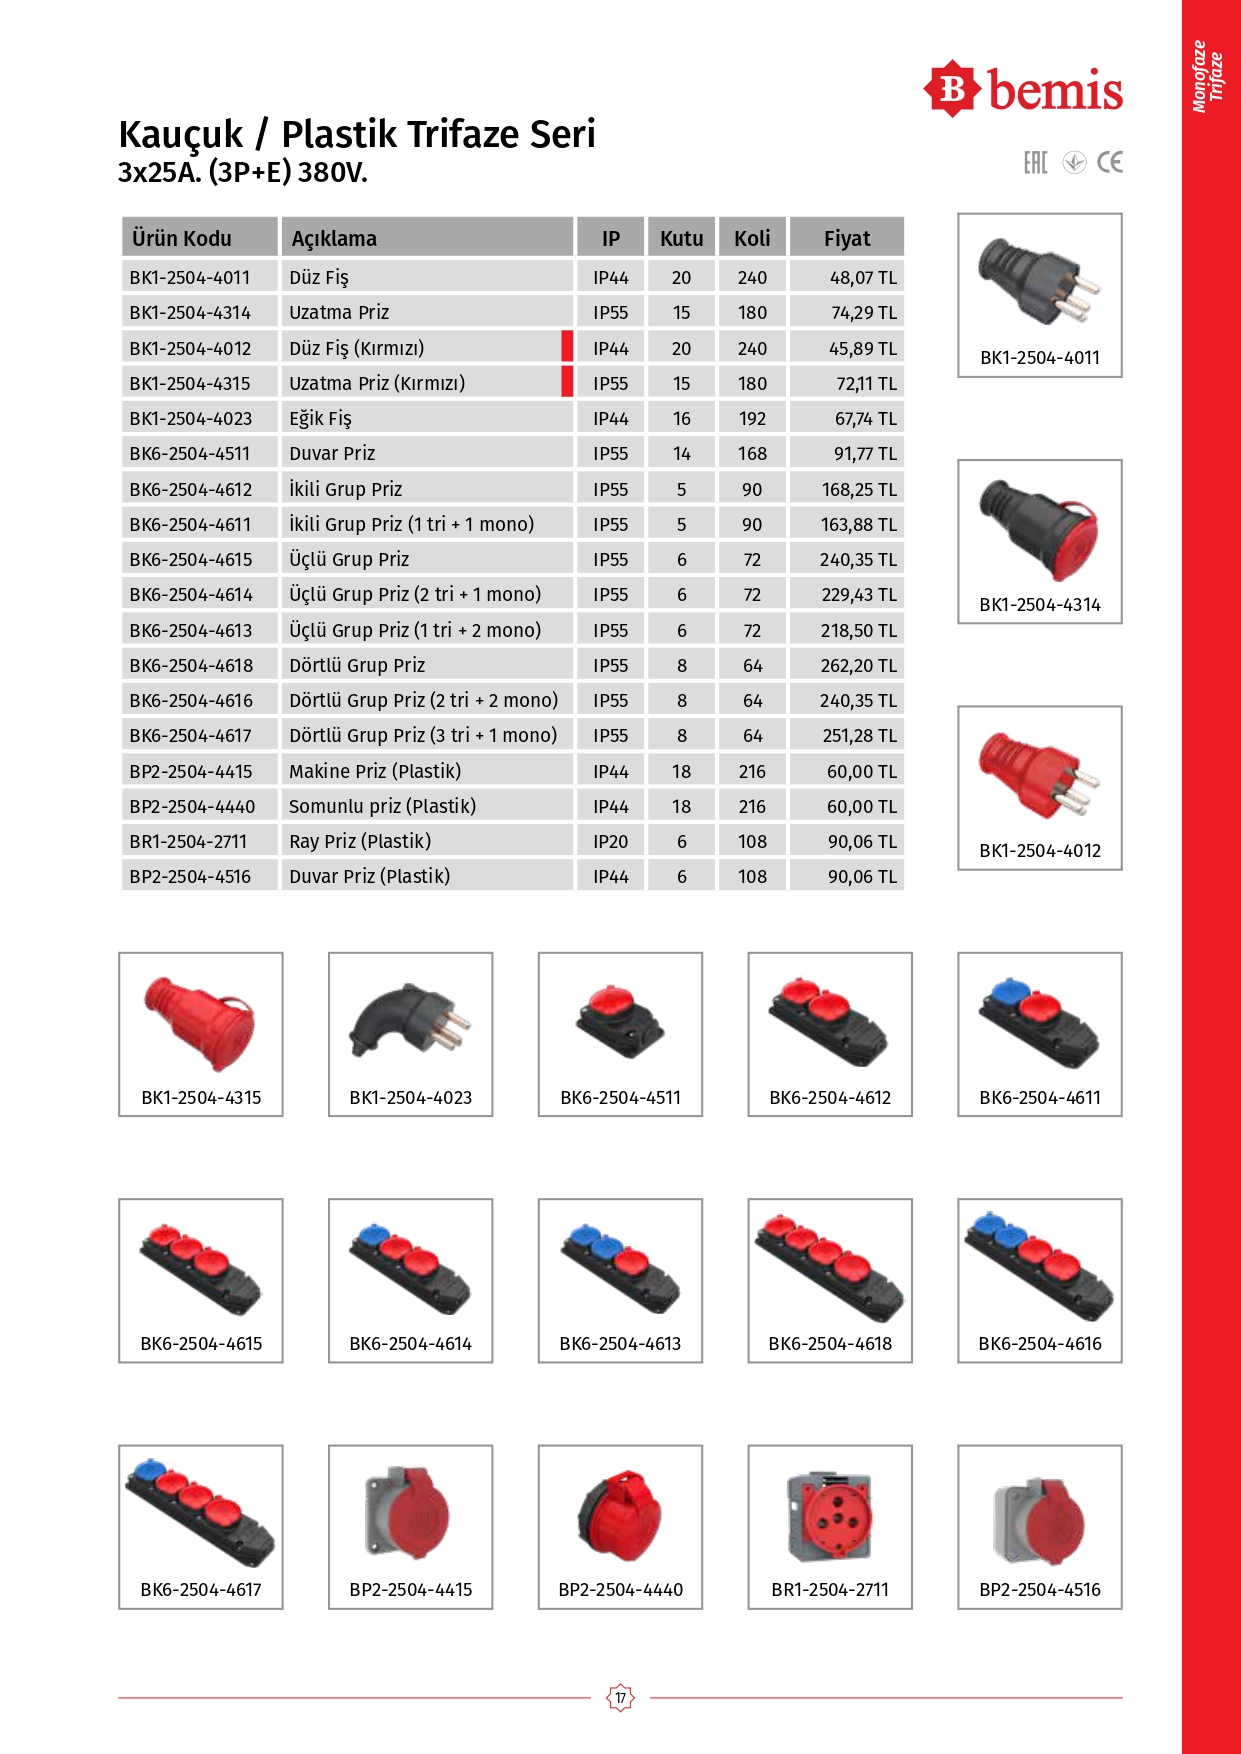 Monofaze
Trifaze
B bemis
Kauçuk / Plastik Trifaze Seri
3x25A. (3P+E) 380V.
EAC CE
Ürün Kodu Açıklama IP Kutu Koli Fiyat
BK1-2504-4011 Düz Fiş IP44 20 240 48,07 TL
BK1-2504-4314 Uzatma Priz IP55 15 180 74,29 TL
BK1-2504-4012 Düz Fiş (Kırmızı) IP44 20 240 45,89 TL
BK1-2504-4315 Uzatma Priz (Kırmızı) IP55 15 180 72,11 TL
BK1-2504-4023 Eğik Fiş IP44 16 192 67,74 TL
BK6-2504-4511 Duvar Priz IP55 14 168 91,77 TL
BK6-2504-4612 İkili Grup Priz IP55 5 90 168,25 TL
BK6-2504-4611 İkili Grup Priz (1 tri + 1 mono) IP55 5 90 163,88 TL
BK6-2504-4615 Üçlü Grup Priz IP55 6 72 240,35 TL
BK6-2504-4614 Üçlü Grup Priz (2 tri + 1 mono) IP55 6 72 229,43 TL
BK6-2504-4613 Üçlü Grup Priz (1 tri + 2 mono) IP55 6 72 218,50 TL
BK6-2504-4618 Dörtlü Grup Priz IP55 8 64 262,20 TL
BK6-2504-4616 Dörtlü Grup Priz (2 tri + 2 mono) IP55 8 64 240,35 TL
BK6-2504-4617 Dörtlü Grup Priz (3 tri + 1 mono) IP55 8 64 251,28 TL
BP2-2504-4415 Makine Priz (Plastik) IP44 18 216 60,00 TL
BP2-2504-4440 Somunlu priz (Plastik) IP44 18 216 60,00 TL
BR1-2504-2711 Ray Priz (Plastik) IP20 6 108 90,06 TL
BP2-2504-4516 Duvar Priz (Plastik) IP44 6 108 90,06 TL
BK1-2504-4011
BK1-2504-4314
BK1-2504-4012
BK1-2504-4315 BK1-2504-4023 BK6-2504-4511 BK6-2504-4612 BK6-2504-4611
BK6-2504-4615 BK6-2504-4614 BK6-2504-4613 BK6-2504-4618 BK6-2504-4616
BK6-2504-4617 BP2-2504-4415 BP2-2504-4440 BR1-2504-2711 BP2-2504-4516
17